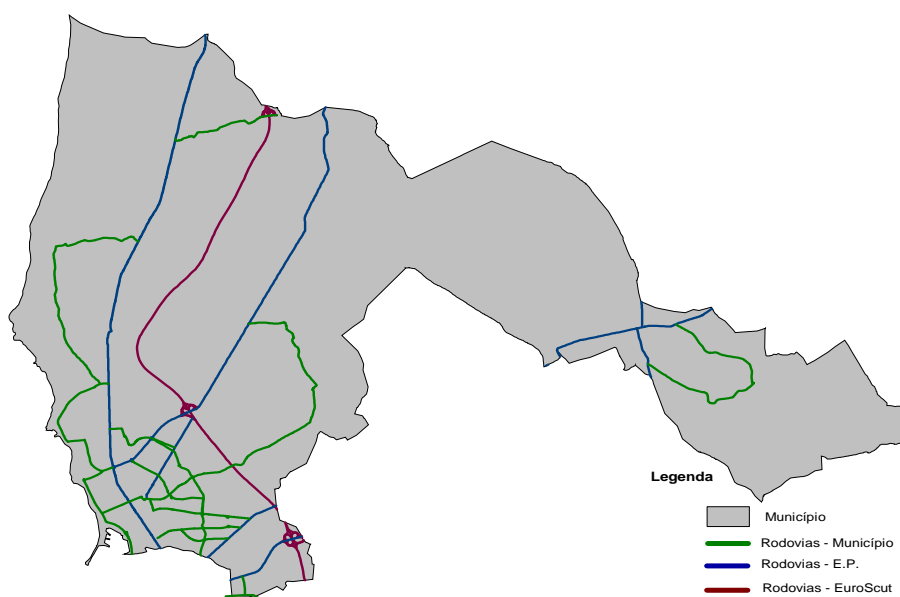 Legenda
Município
Rodovias - Município
Rodovias - E.P.
Rodovias - EuroScut